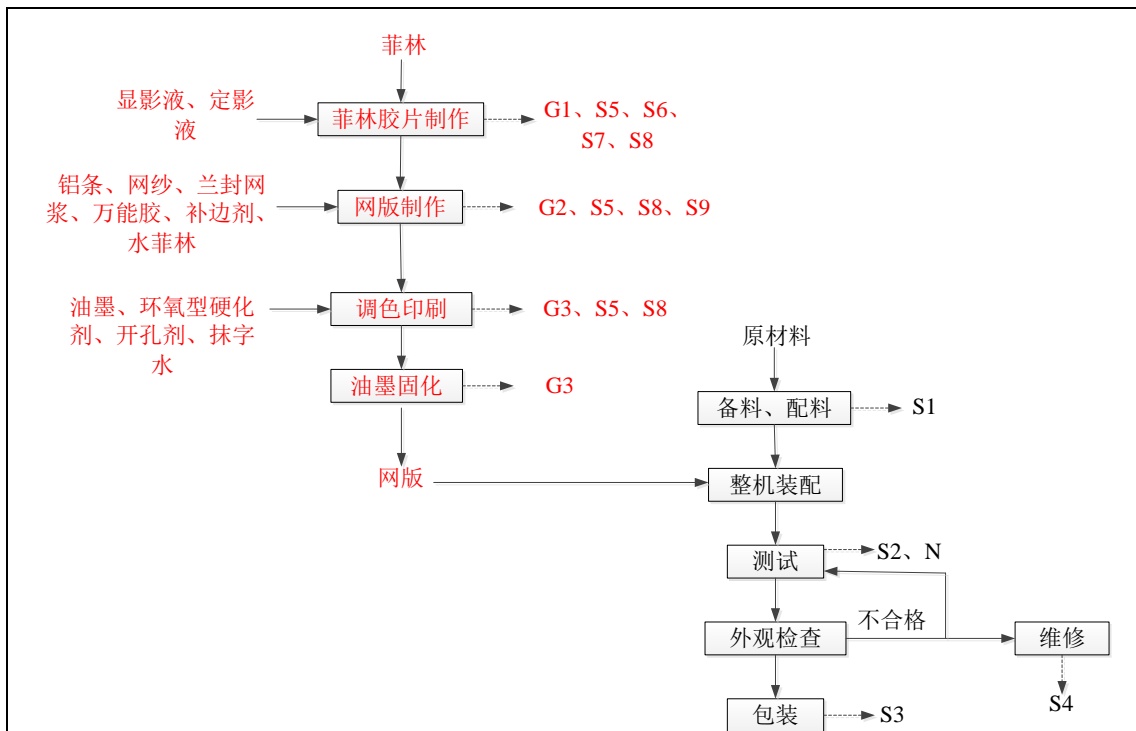 菲林
显影液、定影
液
菲林胶片制作
G1、S5、S6、
S7、S8
铝条、网纱、兰封网
浆、万能胶、补边剂、
水菲林
网版制作
G2、S5、S8、S9
油墨、环氧型硬化
剂、开孔剂、抹字
水
调色印刷
G3、S5、S8
油墨固化
G3
网版
原材料
备料、配料
S1
整机装配
测试
S2、N
外观检查
不合格
维修
S4
包装
S3